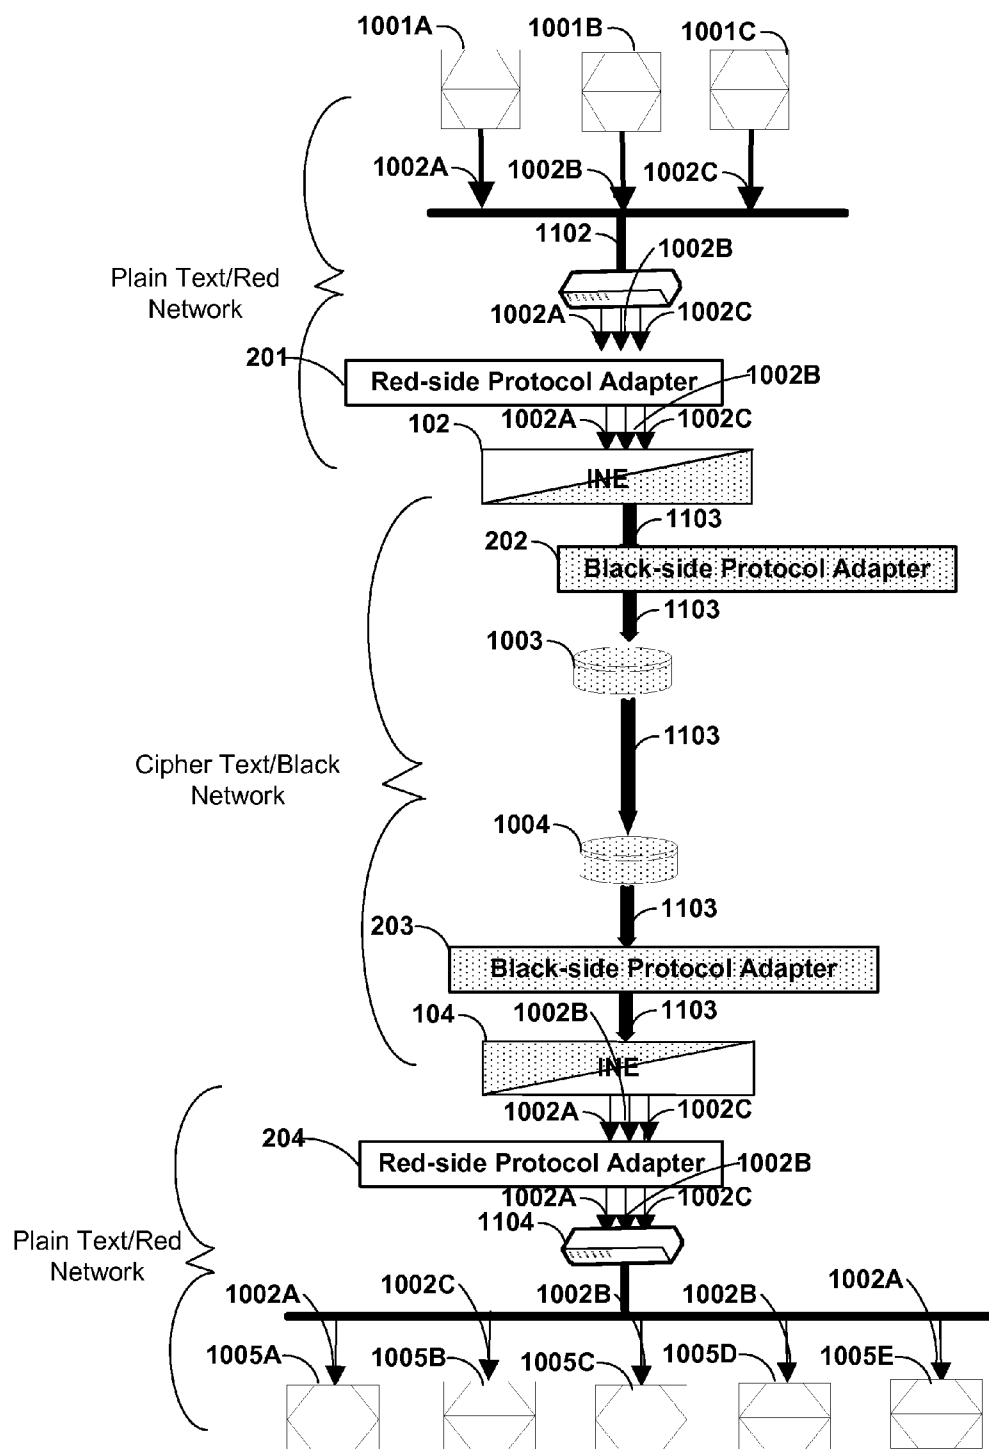 1001A
1001B
1001C
1002A
1002B
1002C
1102
1002B
Plain Text/Red
Network
1002A
1002C
201
Red-side Protocol Adapter
1002B
102
1002A
1002C
INE
1103
202
Black-side Protocol Adapter
1103
1003
1103
Cipher Text/Black
Network
1004
1103
203
Black-side Protocol Adapter
104
1002B
1103
INE
1002A
1002C
204
Red-side Protocol Adapter
1002B
1002A
1002C
1104
Plain Text/Red
Network
1002A
1002C
1002B
1002B
1002A
1005A
1005B
1005C
1005D
1005E